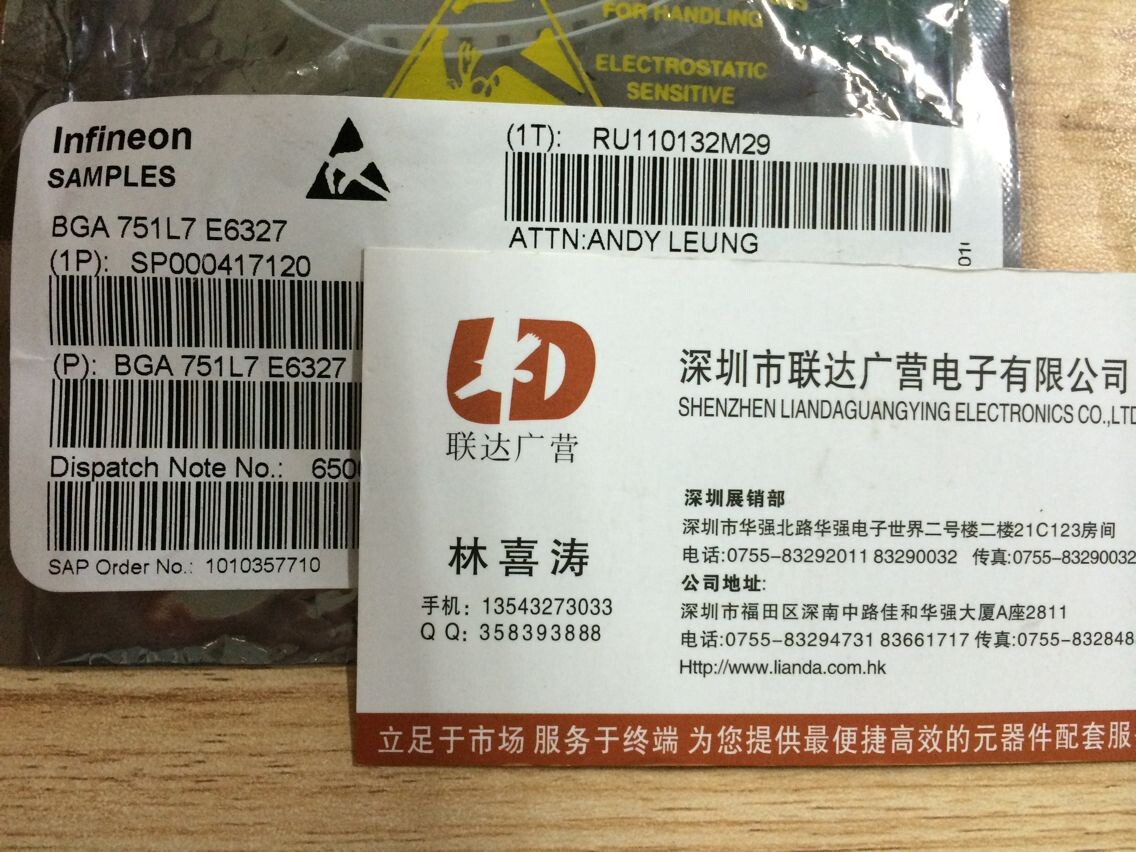 FOR HANDLING
ELECTROSTATIC
SENSITIVE
Infineon
SAMPLES
BGA 751L7 E6327
(1P): SP000417120
(P): BGA 751L7 E6327
Dispatch Note No.: 650
SAP Order No.: 1010357710
(1T): RU110132M29
ATTN:ANDY LEUNG
联达广营
林喜涛
手机：13543273033
QQ：358393888
深圳市联达广营电子有限公司
SHENZHEN LIANDAGUANGYING ELECTRONICS CO.,LTD
深圳展销部
深圳市华强北路华强电子世界二号楼二楼21C123房间
电话:0755-83292011 83290032 传真:0755-83290032
公司地址:
深圳市福田区深南中路佳和华强大厦A座2811
电话:0755-83294731 83661717 传真:0755-832848
Http://www.lianda.com.hk
立足于市场 服务于终端 为您提供最便捷高效的元器件配套服